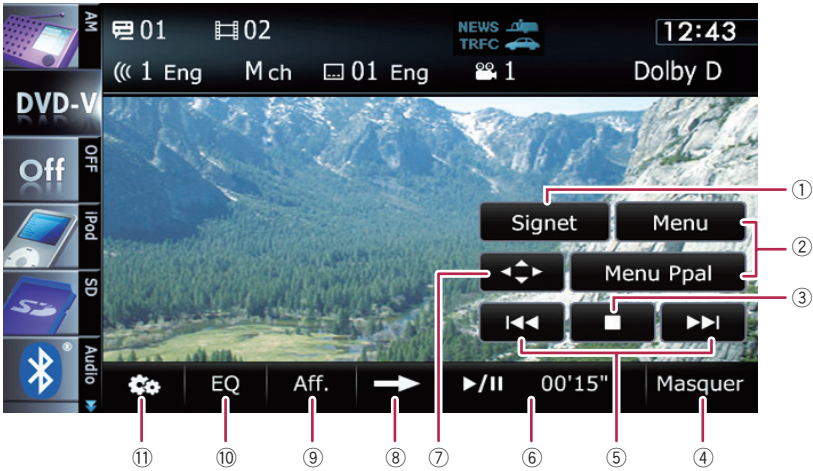 AM
01 02 NEWS TRFC 12:43
1 Eng M ch 01 Eng 1 Dolby D
DVD-V
Off OFF
iPod
SD
® Audio
Signet Menu
Menu Ppal
EQ Aff. ►/II 00'15" Masquer
①
②
③
④
⑤
⑥
⑦
⑧
⑨
⑩
⑪